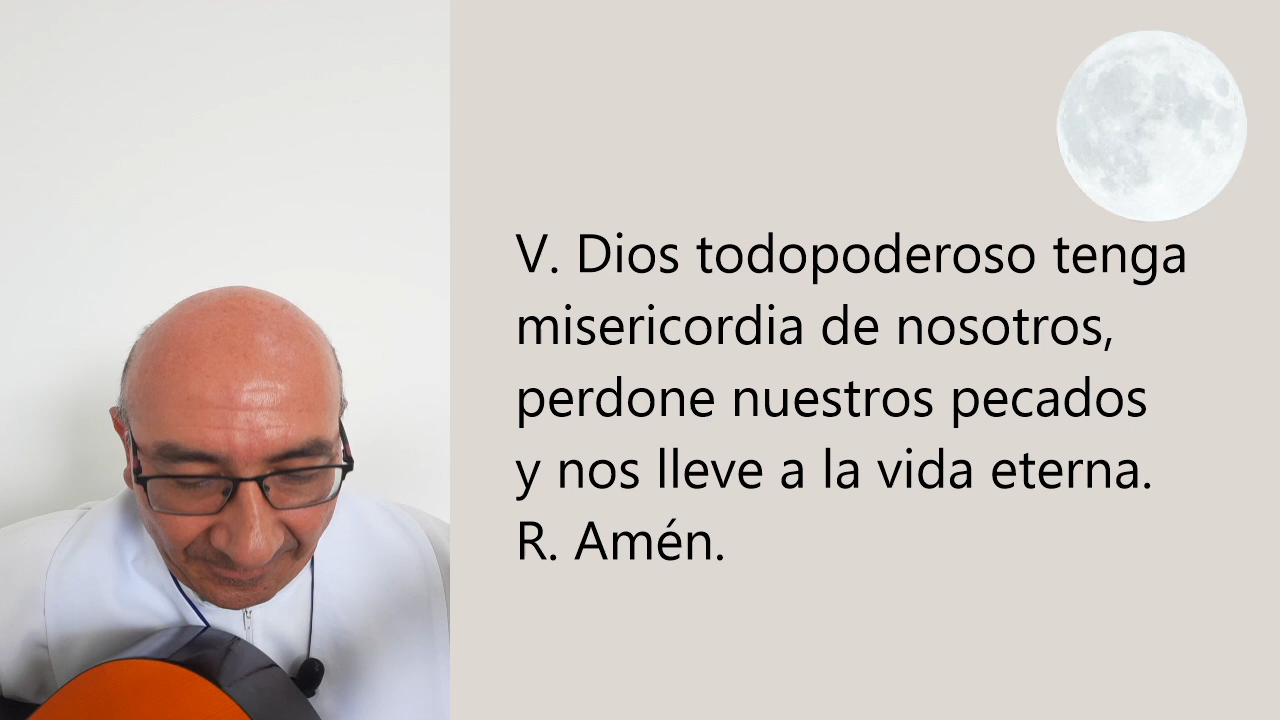 V. Dios todopoderoso tenga
misericordia de nosotros,
perdone nuestros pecados
y nos lleve a la vida eterna.
R. Amén.